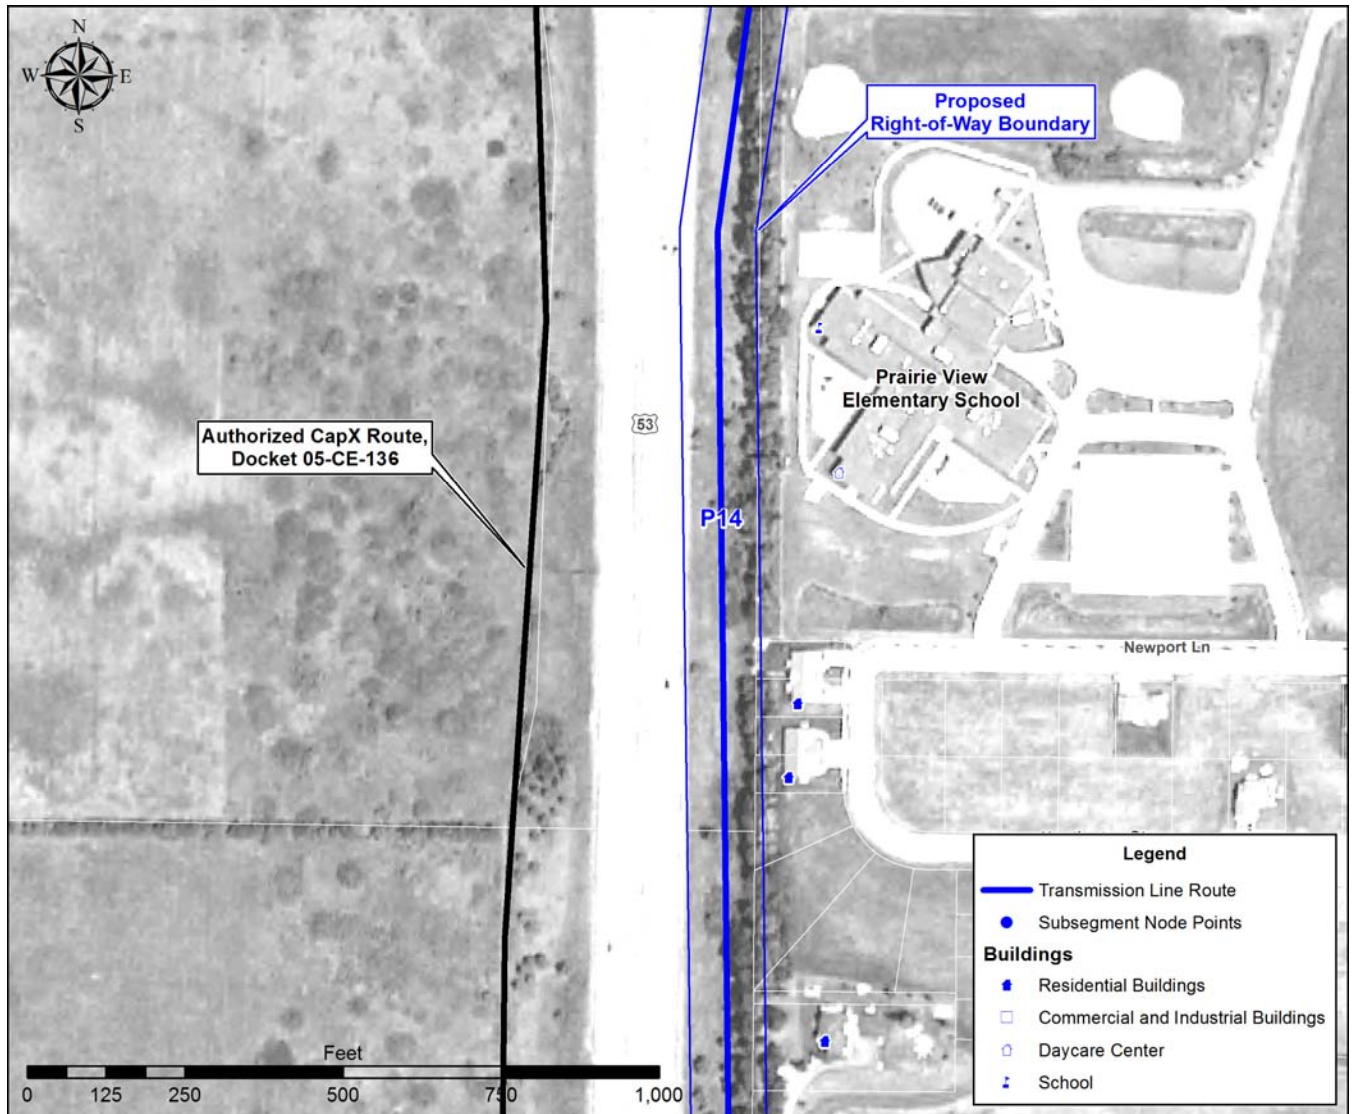 N
W E
S
Proposed
Right-of-Way Boundary
Prairie View
Elementary School
53
Authorized CapX Route,
Docket 05-CE-136
P14
Newport Ln
Legend
Transmission Line Route
Subsegment Node Points
Buildings
Residential Buildings
Commercial and Industrial Buildings
Daycare Center
School
Feet
0 125 250 500 750 1,000